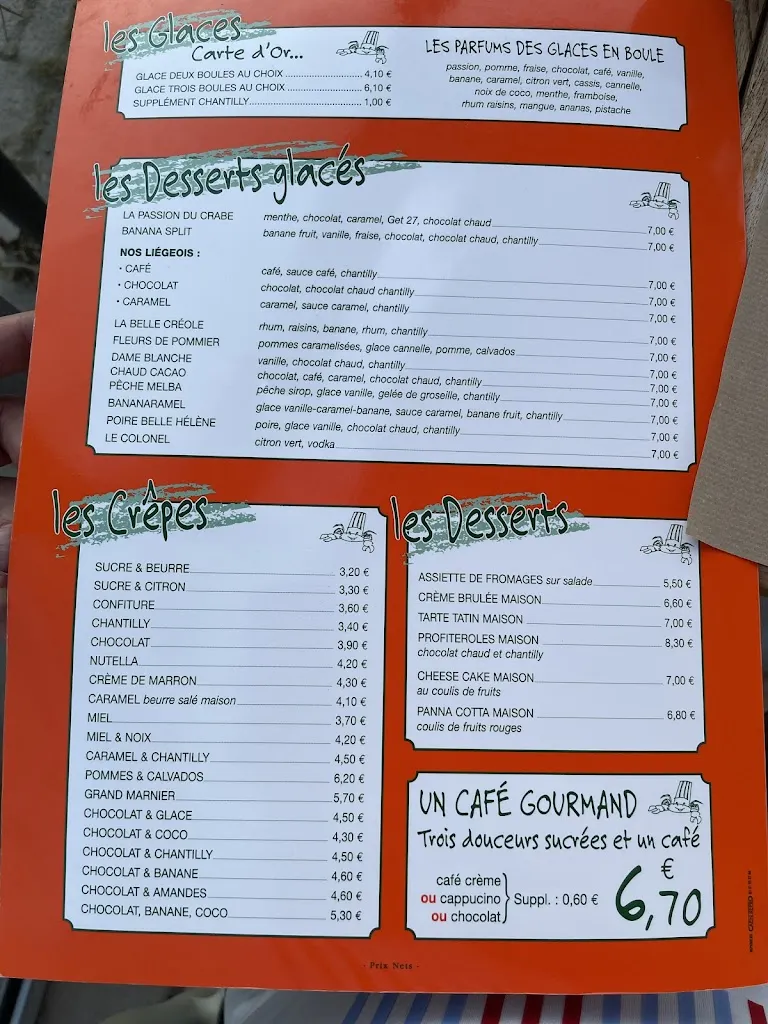 les Glaces
Carte d'Or...
GLACE DEUX BOULES AU CHOIX ........ 4,10 €
GLACE TROIS BOULES AU CHOIX ........ 6,10 €
SUPPLÉMENT CHANTILLY........ 1,00 €
LES PARFUMS DES GLACES EN BOULE
passion, pomme, fraise, chocolat, café, vanille,
banane, caramel, citron vert, cassis, cannelle,
noix de coco, menthe, framboise,
rhum raisins, mangue, ananas, pistache
les Desserts glacés
LA PASSION DU CRABE menthe, chocolat, caramel, Get 27, chocolat chaud 7,00 €
BANANA SPLIT banane fruit, vanille, fraise, chocolat, chocolat chaud, chantilly 7,00 €
NOS LIÉGEOIS :
• CAFÉ café, sauce café, chantilly 7,00 €
• CHOCOLAT chocolat, chocolat chaud chantilly 7,00 €
• CARAMEL caramel, sauce caramel, chantilly 7,00 €
LA BELLE CRÉOLE rhum, raisins, banane, rhum, chantilly 7,00 €
FLEURS DE POMMIER pommes caramelisées, glace cannelle, pomme, calvados 7,00 €
DAME BLANCHE vanille, chocolat chaud, chantilly 7,00 €
CHAUD CACAO chocolat, café, caramel, chocolat chaud, chantilly 7,00 €
PÊCHE MELBA pêche sirop, glace vanille, gelée de groseille, chantilly 7,00 €
BANANARAMEL glace vanille-caramel-banane, sauce caramel, banane fruit, chantilly 7,00 €
POIRE BELLE HÉLÈNE poire, glace vanille, chocolat chaud, chantilly 7,00 €
LE COLONEL citron vert, vodka 7,00 €
les Crêpes
SUCRE & BEURRE 3,20 €
SUCRE & CITRON 3,30 €
CONFITURE 3,60 €
CHANTILLY 3,40 €
CHOCOLAT 3,90 €
NUTELLA 4,20 €
CRÈME DE MARRON 4,30 €
CARAMEL beurre salé maison 4,10 €
MIEL 3,70 €
MIEL & NOIX 4,20 €
CARAMEL & CHANTILLY 4,50 €
POMMES & CALVADOS 6,20 €
GRAND MARNIER 5,70 €
CHOCOLAT & GLACE 4,50 €
CHOCOLAT & COCO 4,30 €
CHOCOLAT & CHANTILLY 4,50 €
CHOCOLAT & BANANE 4,60 €
CHOCOLAT & AMANDES 4,60 €
CHOCOLAT, BANANE, COCO 5,30 €
les Desserts
ASSIETTE DE FROMAGES sur salade 5,50 €
CRÈME BRULÉE MAISON 6,60 €
TARTE TATIN MAISON 7,00 €
PROFITEROLES MAISON 8,30 €
chocolat chaud et chantilly
CHEESE CAKE MAISON 7,00 €
au coulis de fruits
PANNA COTTA MAISON 6,80 €
coulis de fruits rouges
UN CAFÉ GOURMAND
Trois douceurs sucrées et un café
café crème
ou cappucino } Suppl. : 0,60 €
ou chocolat
6,70 €
- Prix Nets -